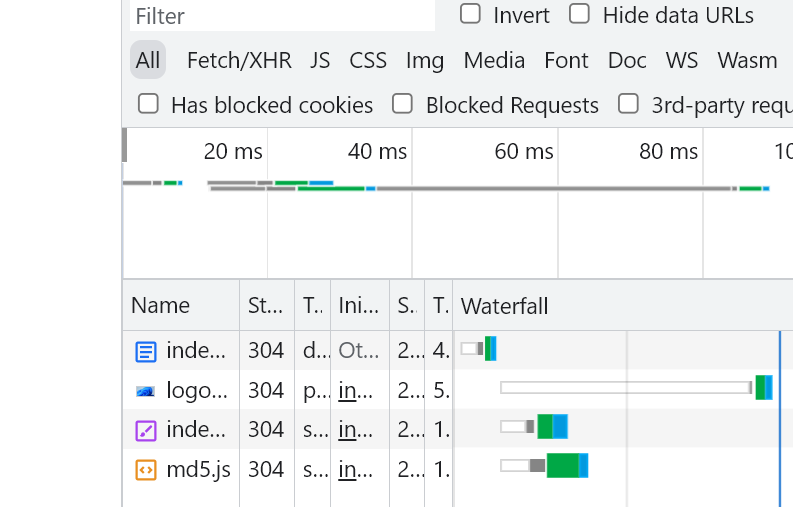 Filter Invert Hide data URLs
All Fetch/XHR JS CSS Img Media Font Doc WS Wasm
Has blocked cookies Blocked Requests 3rd-party requ
20 ms 40 ms 60 ms 80 ms 10
Name St... T.. Ini... S.. T. Waterfall
inde... 304 d... Ot... 2... 4.
logo... 304 p... in... 2... 5.
inde... 304 s... in... 2... 1.
md5.js 304 s... in... 2... 1.